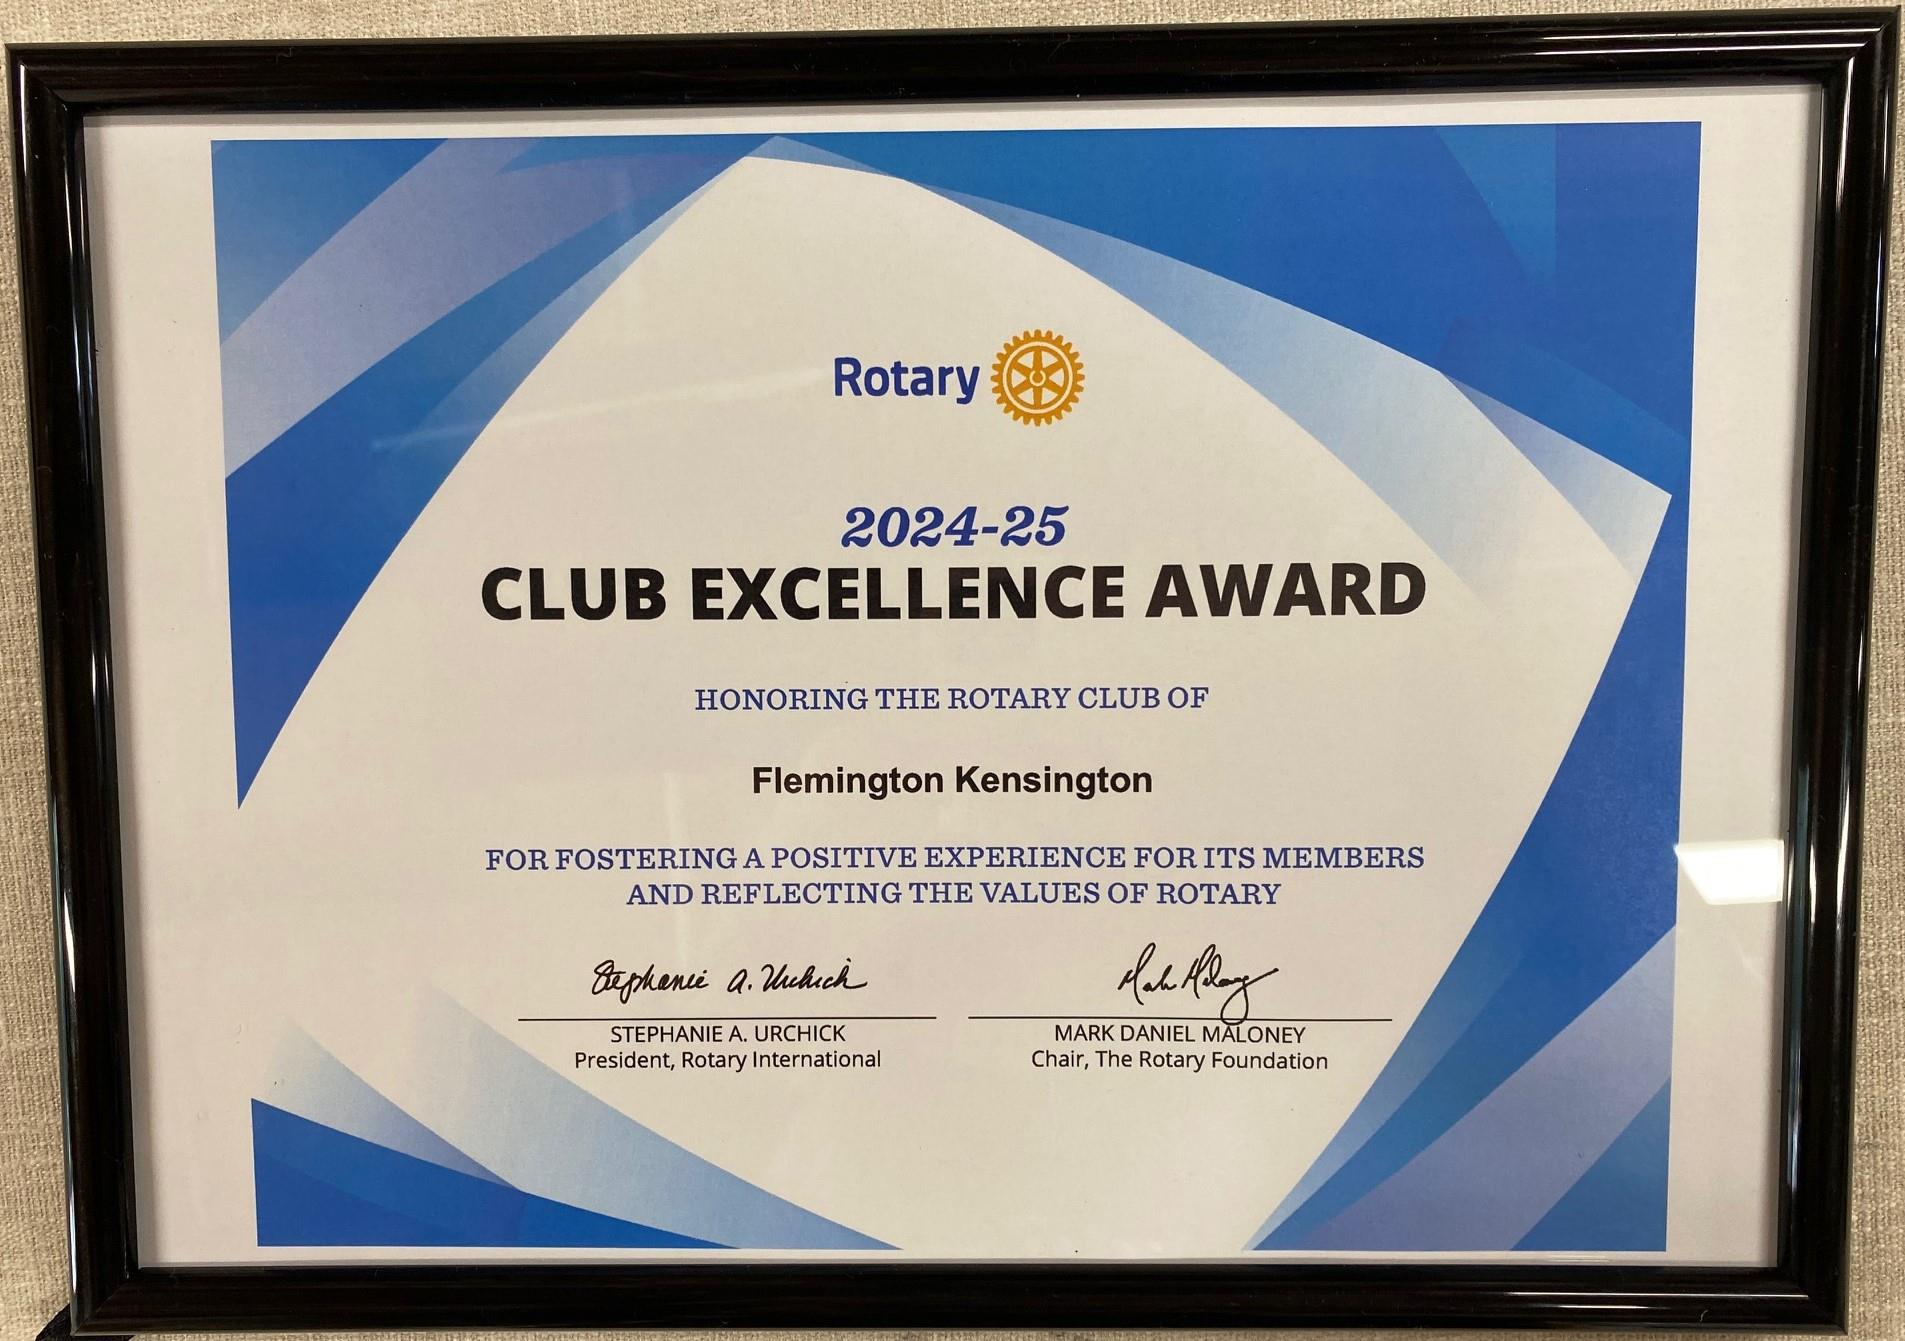 Rotary
2024-25
CLUB EXCELLENCE AWARD
HONORING THE ROTARY CLUB OF
Flemington Kensington
FOR FOSTERING A POSITIVE EXPERIENCE FOR ITS MEMBERS
AND REFLECTING THE VALUES OF ROTARY
Stephanie A. Urchick
Mark Maloney
STEPHANIE A. URCHICK
President, Rotary International
MARK DANIEL MALONEY
Chair, The Rotary Foundation